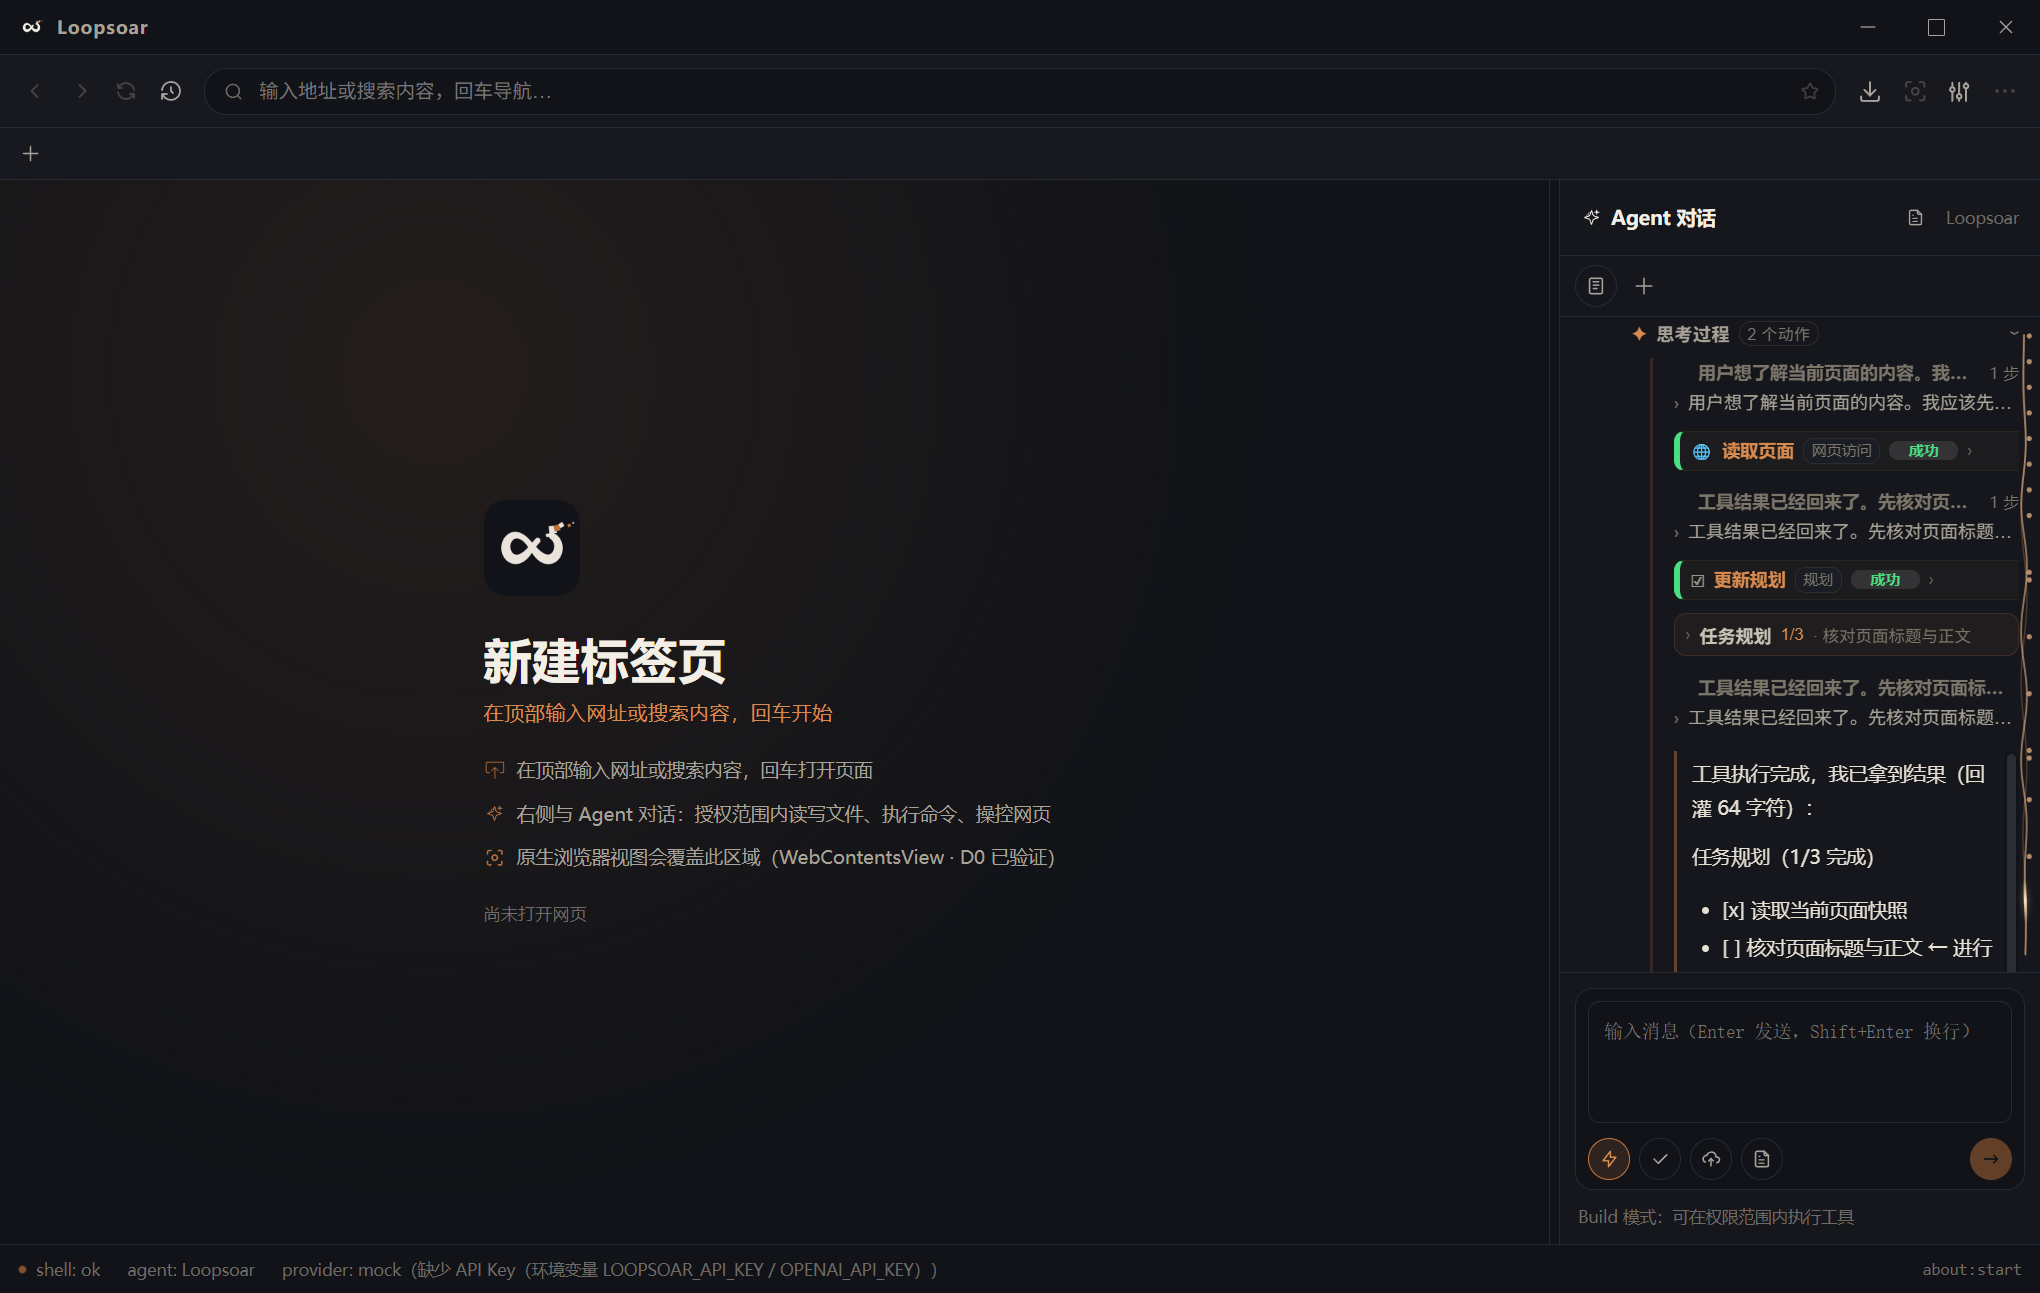 Loopsoar
输入地址或搜索内容，回车导航...
Agent 对话
Loopsoar
思考过程 2 个动作
用户想了解当前页面的内容。我... 1 步
› 用户想了解当前页面的内容。我应该先...
读取页面 网页访问 成功 ›
工具结果已经回来了。先核对页... 1 步
› 工具结果已经回来了。先核对页面标题...
更新规划 规划 成功 ›
› 任务规划 1/3 · 核对页面标题与正文
工具结果已经回来了。先核对页面标...
› 工具结果已经回来了。先核对页面标题...
工具执行完成，我已拿到结果（回
灌 64 字符）：
任务规划（1/3 完成）
• [x] 读取当前页面快照
• [ ] 核对页面标题与正文 ← 进行
新建标签页
在顶部输入网址或搜索内容，回车开始
在顶部输入网址或搜索内容，回车打开页面
右侧与 Agent 对话：授权范围内读写文件、执行命令、操控网页
原生浏览器视图会覆盖此区域（WebContentsView · D0 已验证）
尚未打开网页
输入消息（Enter 发送，Shift+Enter 换行）
Build 模式：可在权限范围内执行工具
shell: ok agent: Loopsoar provider: mock（缺少 API Key（环境变量 LOOPSOAR_API_KEY / OPENAI_API_KEY））
about:start